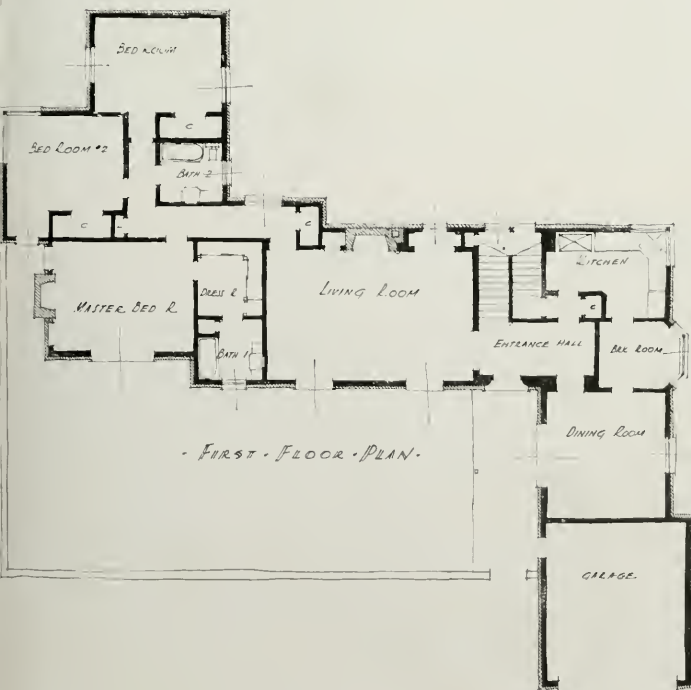 BED ROOM
BED ROOM #2
C
BATH 2
C
L
C
MASTER BED R
DRESS R
BATH 1
LIVING ROOM
KITCHEN
C
ENTRANCE HALL
BRK ROOM
DINING ROOM
- FIRST - FLOOR - PLAN -
GARAGE